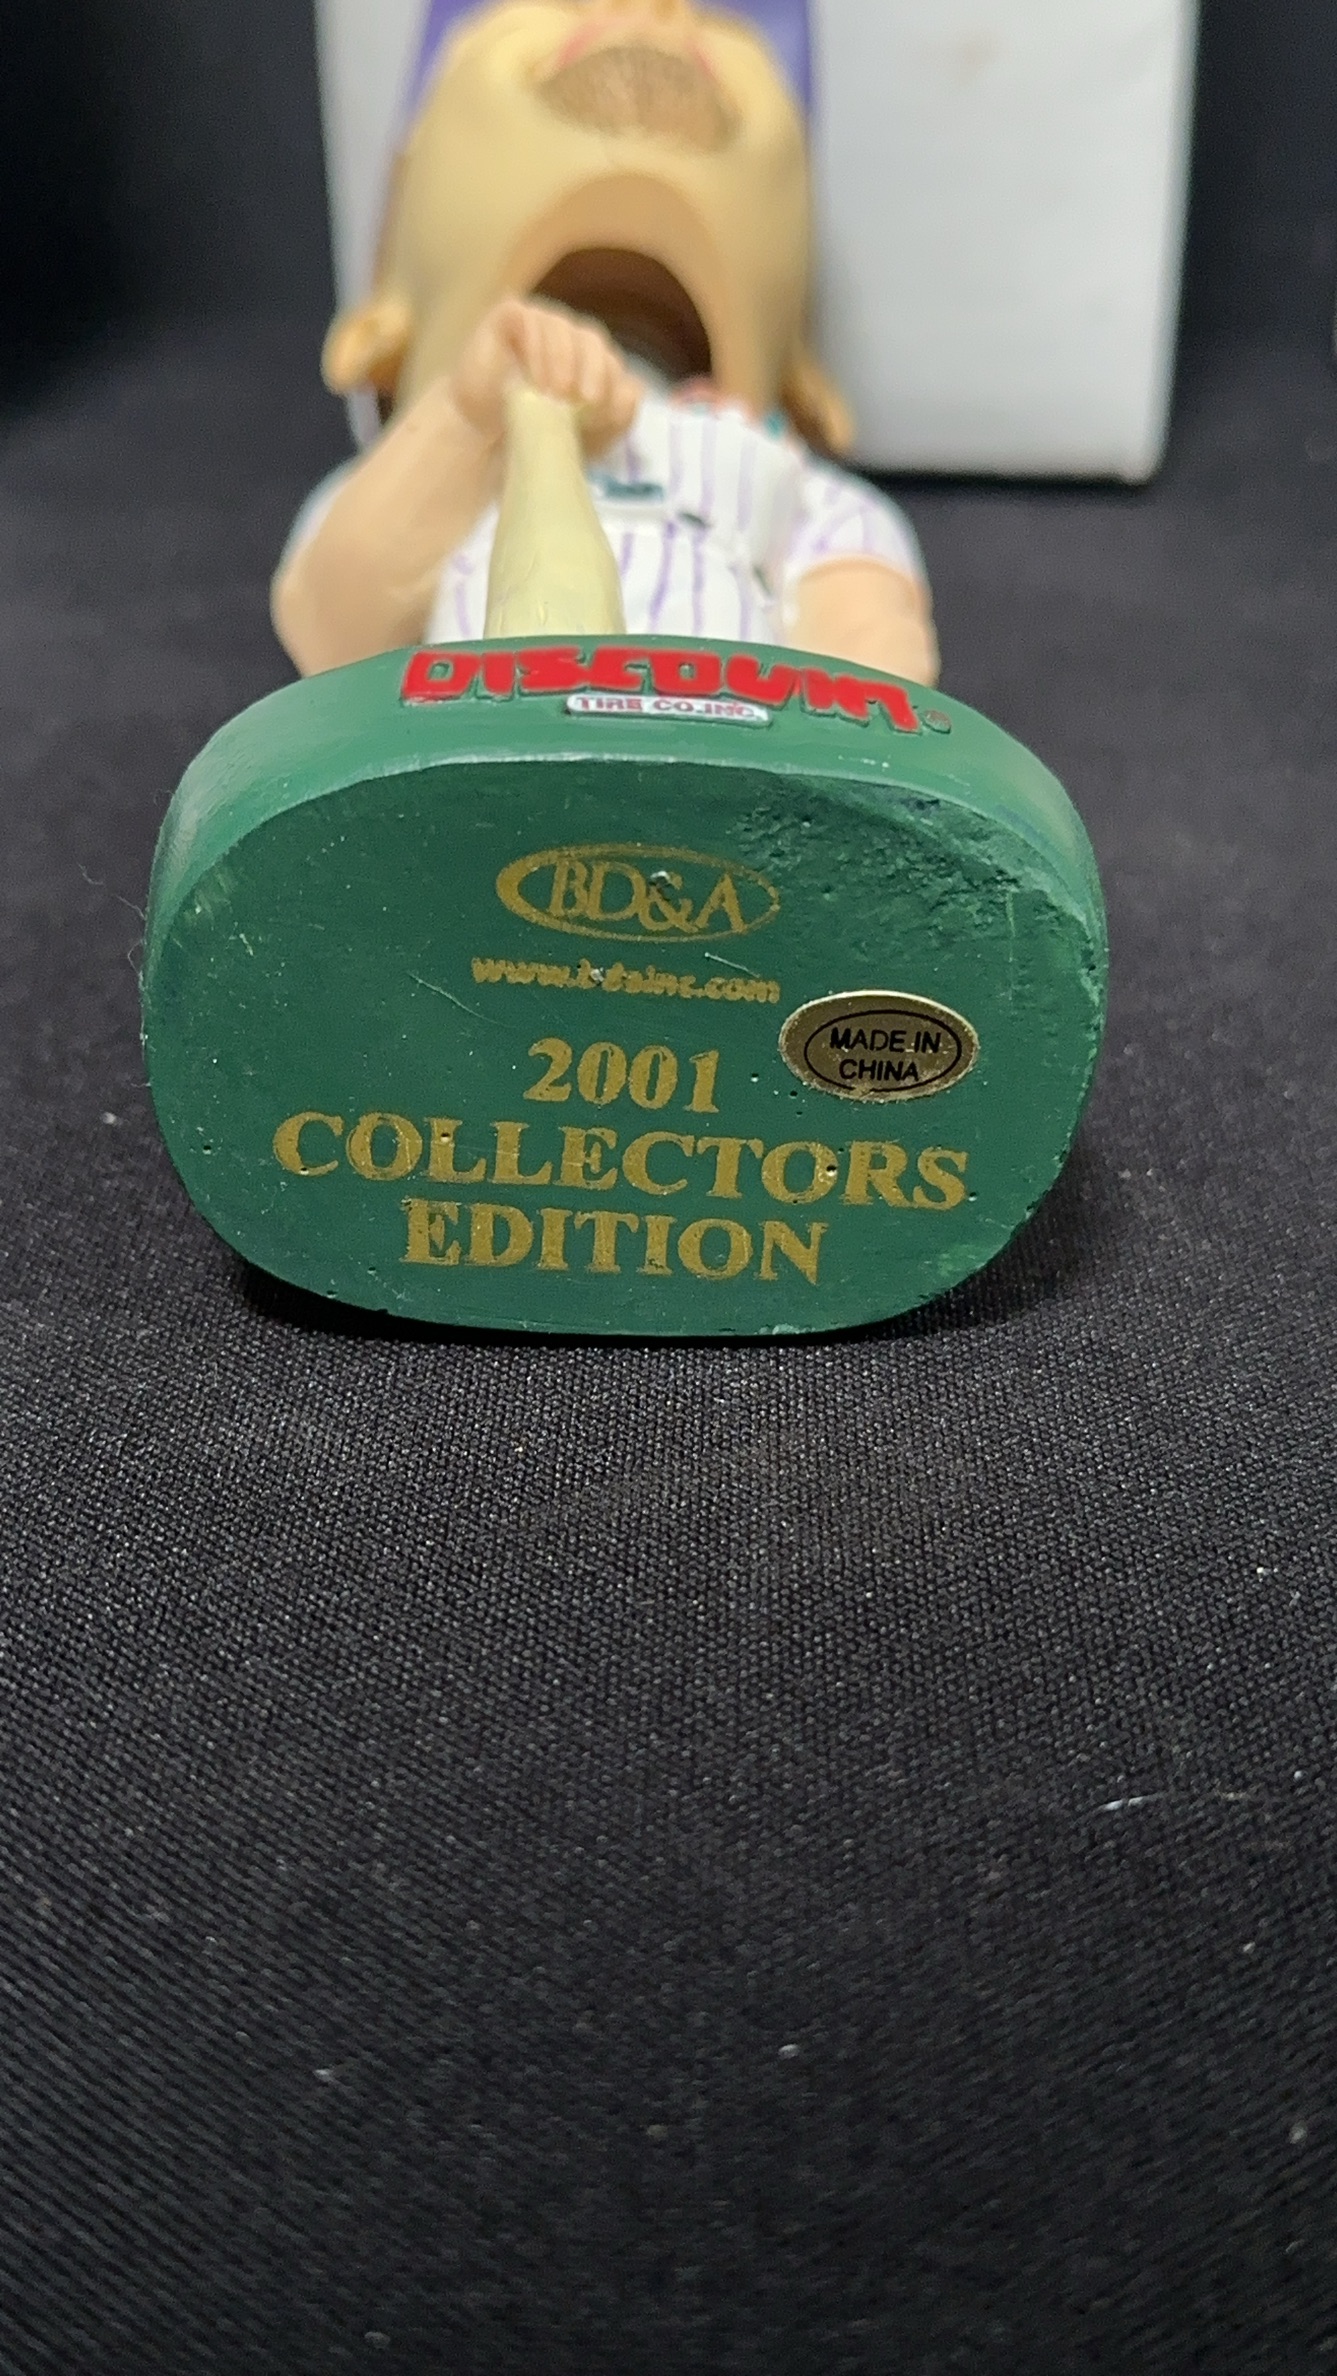 DISCOUNT®
TIRE CO.INC.
BD&A
www.bdainc.com
2001
COLLECTORS
EDITION
MADE IN
CHINA